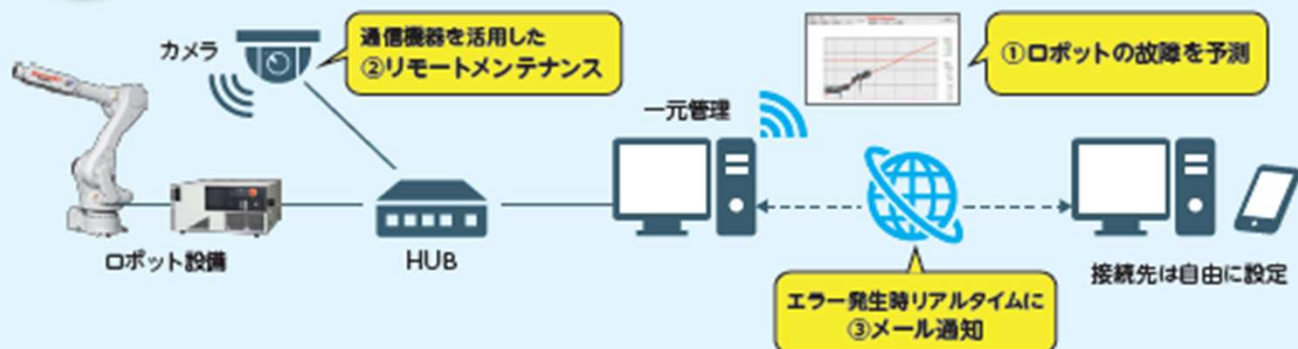 カメラ
通信機器を活用した
②リモートメンテナンス
①ロボットの故障を予測
一元管理
ロボット設備
HUB
接続先は自由に設定
エラー発生時リアルタイムに
③メール通知